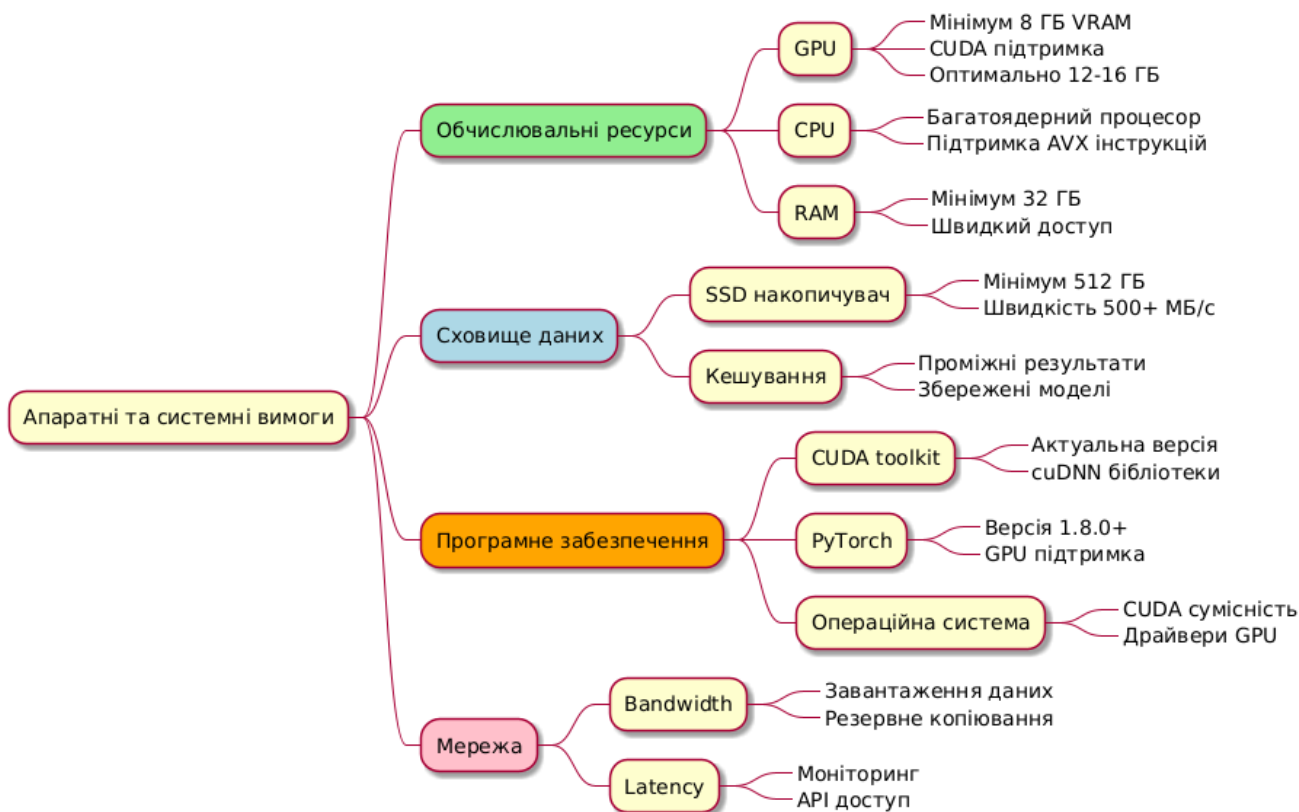 Апаратні та системні вимоги
Обчислювальні ресурси
GPU
Мінімум 8 ГБ VRAM
CUDA підтримка
Оптимально 12-16 ГБ
CPU
Багатоядерний процесор
Підтримка AVX інструкцій
RAM
Мінімум 32 ГБ
Швидкий доступ
Сховище даних
SSD накопичувач
Мінімум 512 ГБ
Швидкість 500+ МБ/с
Кешування
Проміжні результати
Збережені моделі
Програмне забезпечення
CUDA toolkit
Актуальна версія
cuDNN бібліотеки
PyTorch
Версія 1.8.0+
GPU підтримка
Операційна система
CUDA сумісність
Драйвери GPU
Мережа
Bandwidth
Завантаження даних
Резервне копіювання
Latency
Моніторинг
API доступ